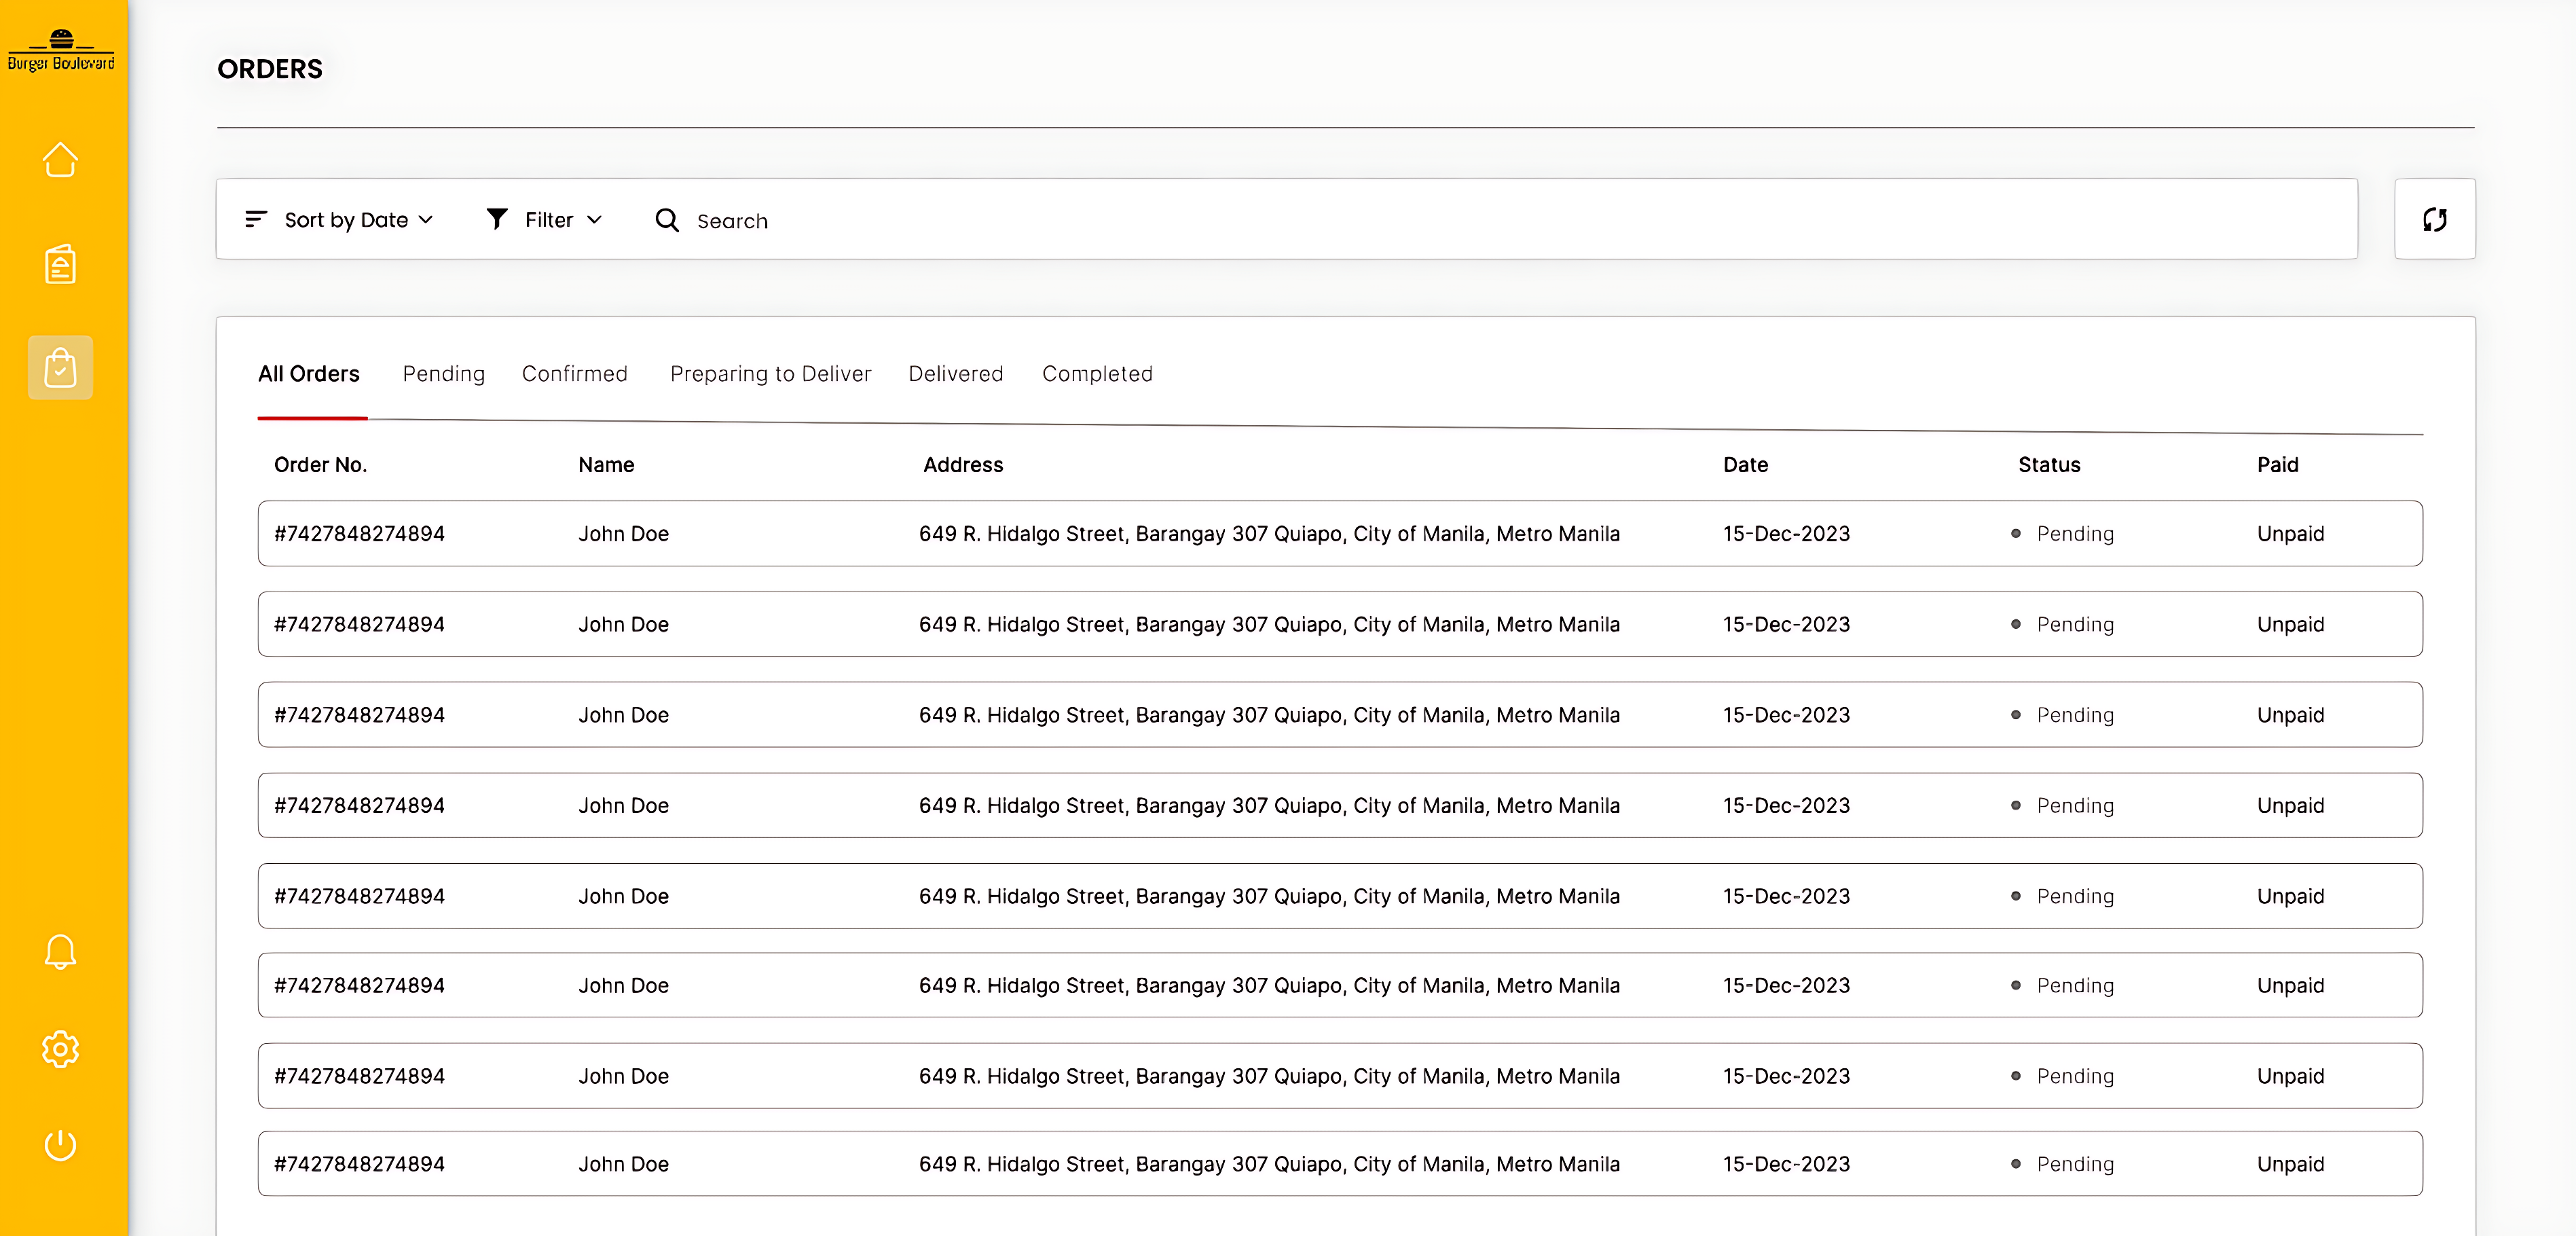 Burger Boulevard
ORDERS
Sort by Date Filter Search
All Orders Pending Confirmed Preparing to Deliver Delivered Completed
Order No. Name Address Date Status Paid
#7427848274894 John Doe 649 R. Hidalgo Street, Barangay 307 Quiapo, City of Manila, Metro Manila 15-Dec-2023 Pending Unpaid
#7427848274894 John Doe 649 R. Hidalgo Street, Barangay 307 Quiapo, City of Manila, Metro Manila 15-Dec-2023 Pending Unpaid
#7427848274894 John Doe 649 R. Hidalgo Street, Barangay 307 Quiapo, City of Manila, Metro Manila 15-Dec-2023 Pending Unpaid
#7427848274894 John Doe 649 R. Hidalgo Street, Barangay 307 Quiapo, City of Manila, Metro Manila 15-Dec-2023 Pending Unpaid
#7427848274894 John Doe 649 R. Hidalgo Street, Barangay 307 Quiapo, City of Manila, Metro Manila 15-Dec-2023 Pending Unpaid
#7427848274894 John Doe 649 R. Hidalgo Street, Barangay 307 Quiapo, City of Manila, Metro Manila 15-Dec-2023 Pending Unpaid
#7427848274894 John Doe 649 R. Hidalgo Street, Barangay 307 Quiapo, City of Manila, Metro Manila 15-Dec-2023 Pending Unpaid
#7427848274894 John Doe 649 R. Hidalgo Street, Barangay 307 Quiapo, City of Manila, Metro Manila 15-Dec-2023 Pending Unpaid